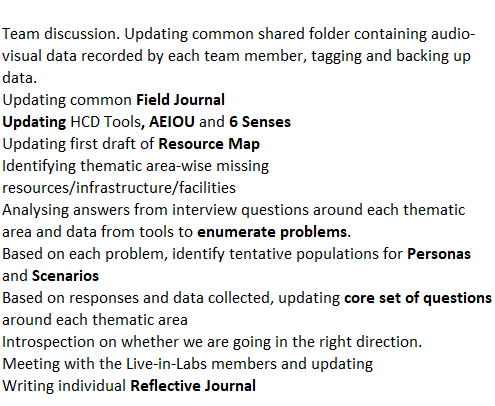 Team discussion. Updating common shared folder containing audio-
visual data recorded by each team member, tagging and backing up
data.
Updating common Field Journal
Updating HCD Tools, AEIOU and 6 Senses
Updating first draft of Resource Map
Identifying thematic area-wise missing
resources/infrastructure/facilities
Analysing answers from interview questions around each thematic
area and data from tools to enumerate problems.
Based on each problem, identify tentative populations for Personas
and Scenarios
Based on responses and data collected, updating core set of questions
around each thematic area
Introspection on whether we are going in the right direction.
Meeting with the Live-in-Labs members and updating
Writing individual Reflective Journal